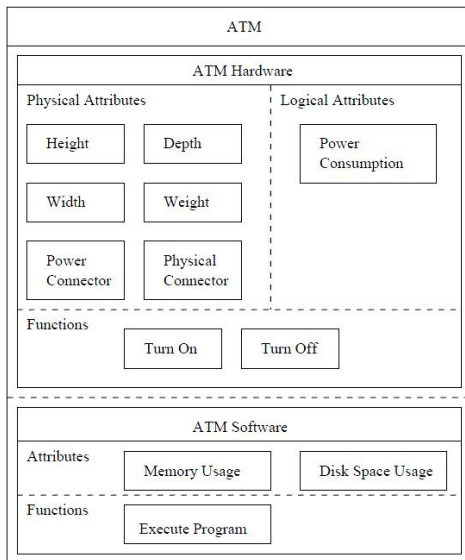 ATM
ATM Hardware
Physical Attributes
Logical Attributes
Height
Depth
Power
Consumption
Width
Weight
Power
Connector
Physical
Connector
Functions
Turn On
Turn Off
ATM Software
Attributes
Memory Usage
Disk Space Usage
Functions
Execute Program